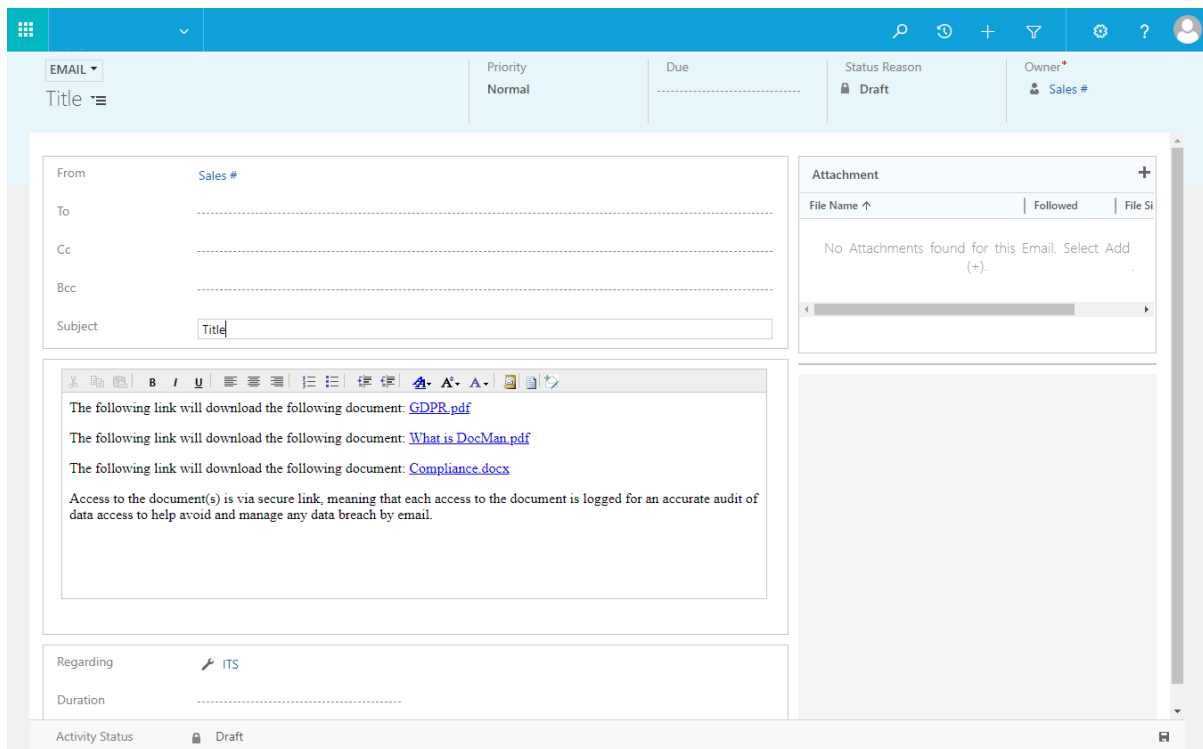 EMAIL
Title
Priority
Normal
Due
Status Reason
Draft
Owner*
Sales #
From
Sales #
To
Cc
Bcc
Subject
Title
Attachment
File Name
Followed
File Si
No Attachments found for this Email. Select Add
(+). .
B I U
The following link will download the following document: GDPR.pdf
The following link will download the following document: What is DocMan.pdf
The following link will download the following document: Compliance.docx
Access to the document(s) is via secure link, meaning that each access to the document is logged for an accurate audit of
data access to help avoid and manage any data breach by email.
Regarding
ITS
Duration
Activity Status
Draft